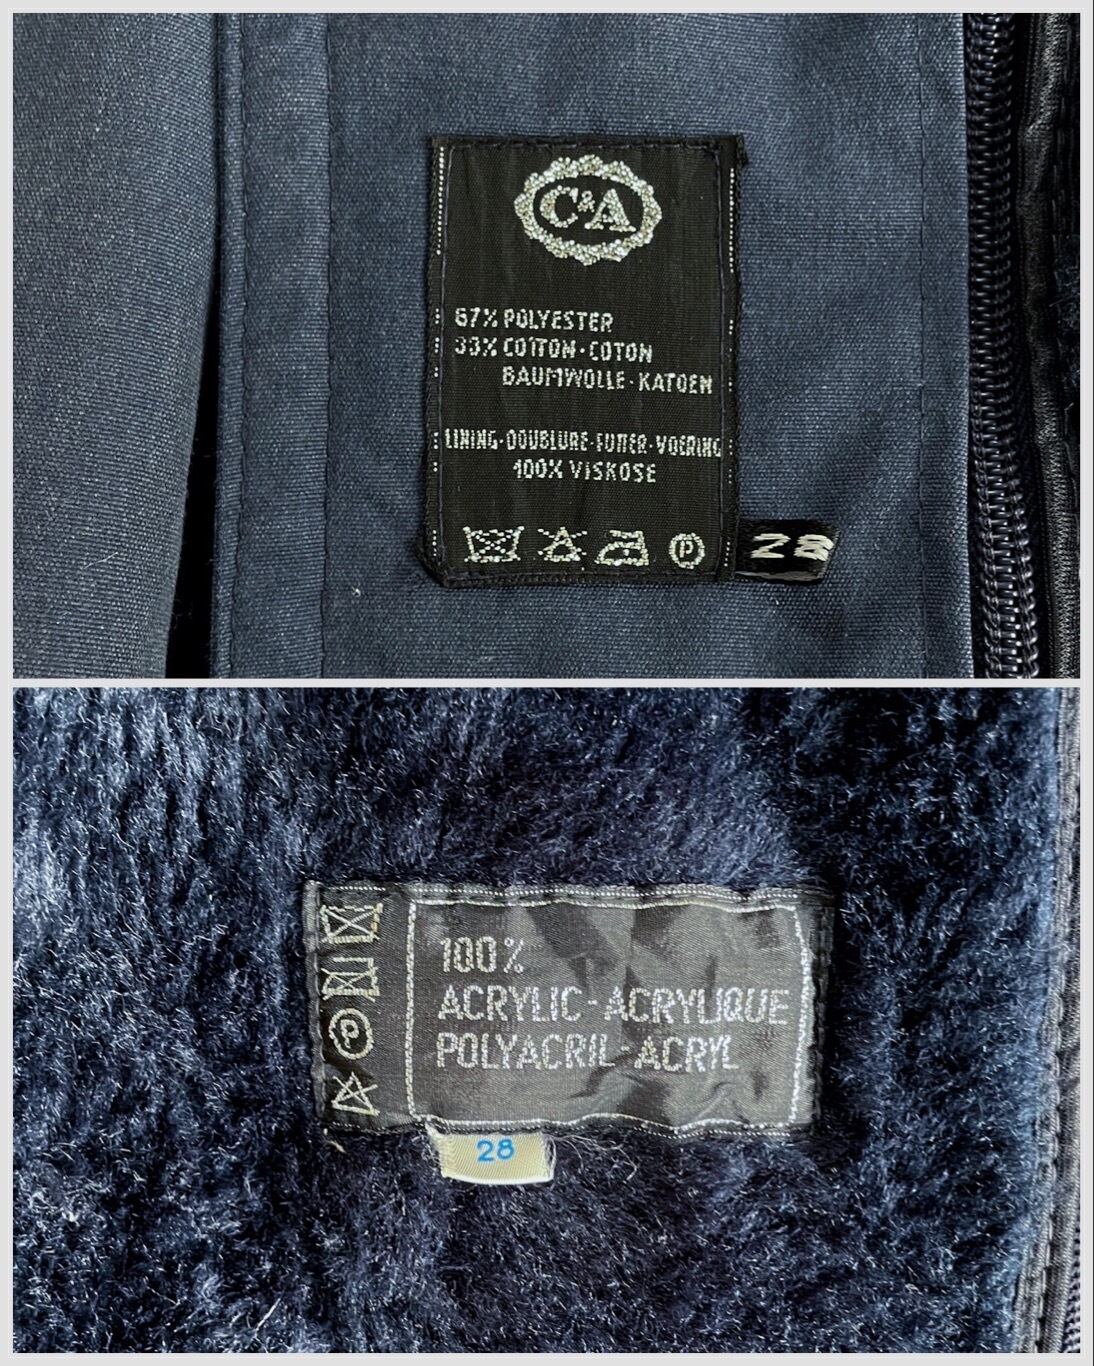 C&A
67% POLYESTER
33% COTTON·COTON
BAUMWOLLE·KATOEN
LINING·DOUBLURE·FUTTER·VOERING
100% VISKOSE
P
28
100%
ACRYLIC-ACRYLIQUE
POLYACRIL-ACRYL
P
28